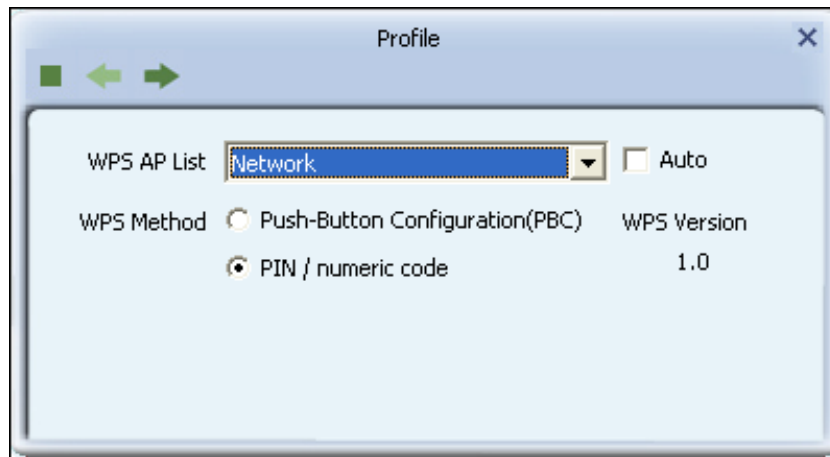 Profile
WPS AP List Network Auto
WPS Method Push-Button Configuration(PBC) WPS Version
PIN / numeric code 1.0